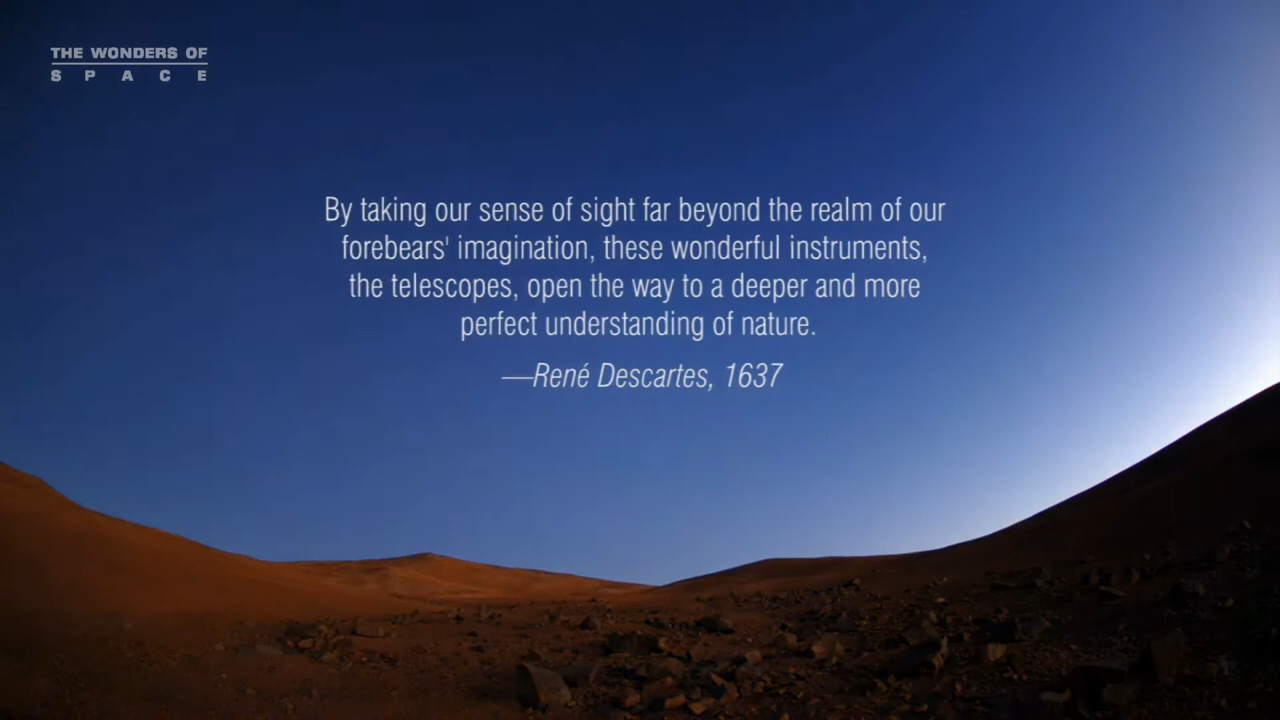 THE WONDERS OF
SPACE
By taking our sense of sight far beyond the realm of our
forebears' imagination, these wonderful instruments,
the telescopes, open the way to a deeper and more
perfect understanding of nature.
—René Descartes, 1637